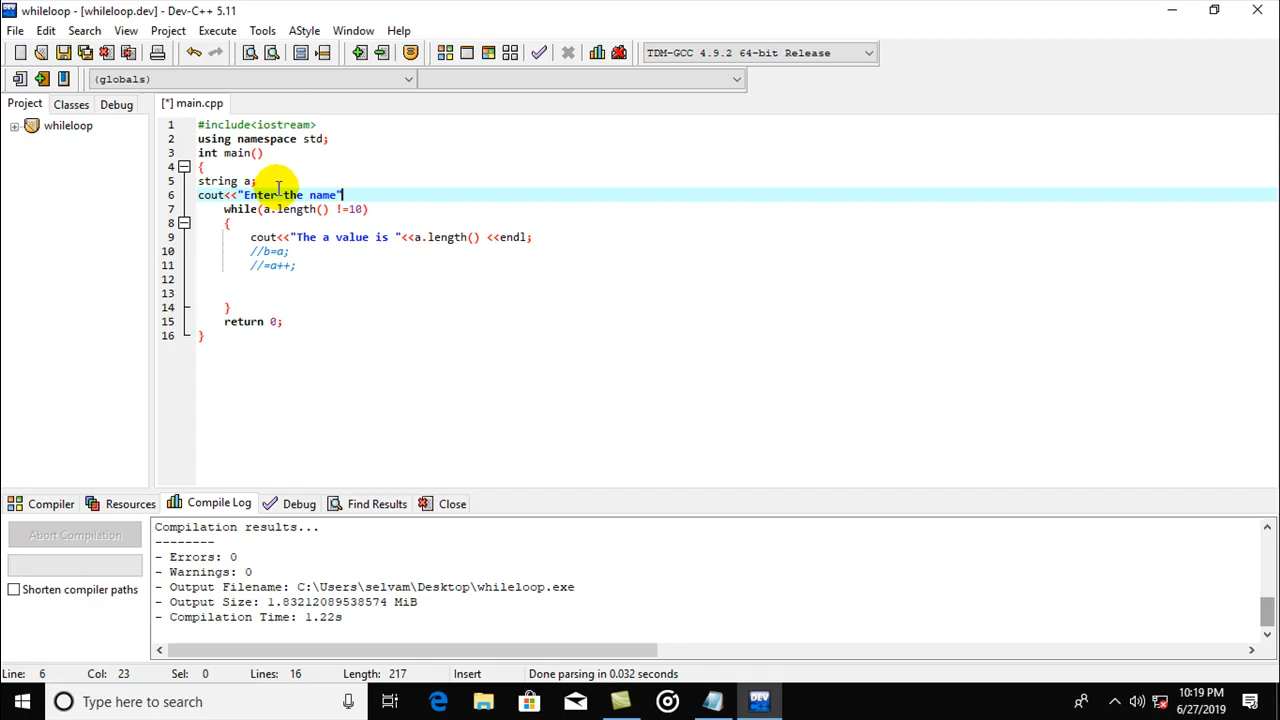 whileloop - [whileloop.dev] - Dev-C++ 5.11
File Edit Search View Project Execute Tools AStyle Window Help
TDM-GCC 4.9.2 64-bit Release
(globals)
Project Classes Debug [*] main.cpp
whileloop
1 #include<iostream>
2 using namespace std;
3 int main()
4 {
5 string a;
6 cout<<"Enter the name"
7 while(a.length() !=10)
8 {
9 cout<<"The a value is "<<a.length() <<endl;
10 //b=a;
11 //=a++;
12
13
14 }
15 return 0;
16 }
Compiler Resources Compile Log Debug Find Results Close
Abort Compilation
Shorten compiler paths
Compilation results...
--------
- Errors: 0
- Warnings: 0
- Output Filename: C:\Users\selvam\Desktop\whileloop.exe
- Output Size: 1.83212089538574 MiB
- Compilation Time: 1.22s
Line: 6 Col: 23 Sel: 0 Lines: 16 Length: 217 Insert Done parsing in 0.032 seconds
Type here to search
DEV
10:19 PM
6/27/2019